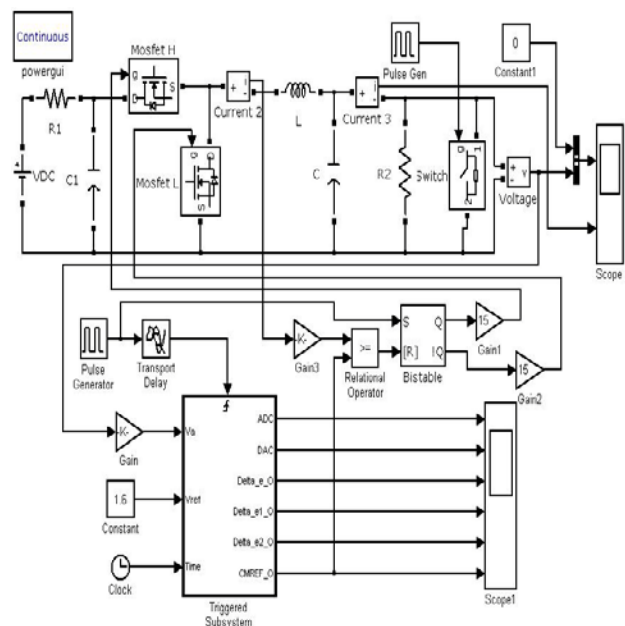 Continuous
powergui
Mosfet H
g
D
S
Current 2
L
Current 3
Pulse Gen
0
Constant1
R1
VDC
C1
Mosfet L
g
D
S
C
R2
g
1
2
Switch
v
Voltage
Scope
Pulse
Generator
Transport
Delay
-K-
Gain3
>=
Relational
Operator
S
Q
[R]
!Q
Bistable
15
Gain1
15
Gain2
-K-
Gain
1.6
Constant
Clock
Va
Vref
Time
ADC
DAC
Delta_e_O
Delta_e1_O
Delta_e2_O
CMREF_O
Triggered
Subsystem
Scope1